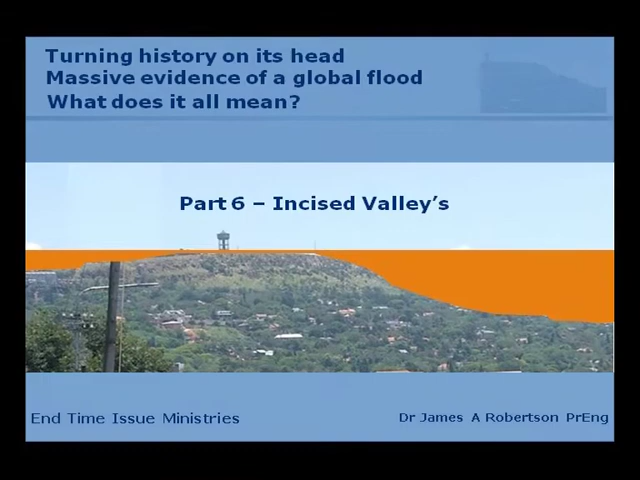 Turning history on its head
Massive evidence of a global flood
What does it all mean?
Part 6 – Incised Valley's
End Time Issue Ministries
Dr James A Robertson PrEng